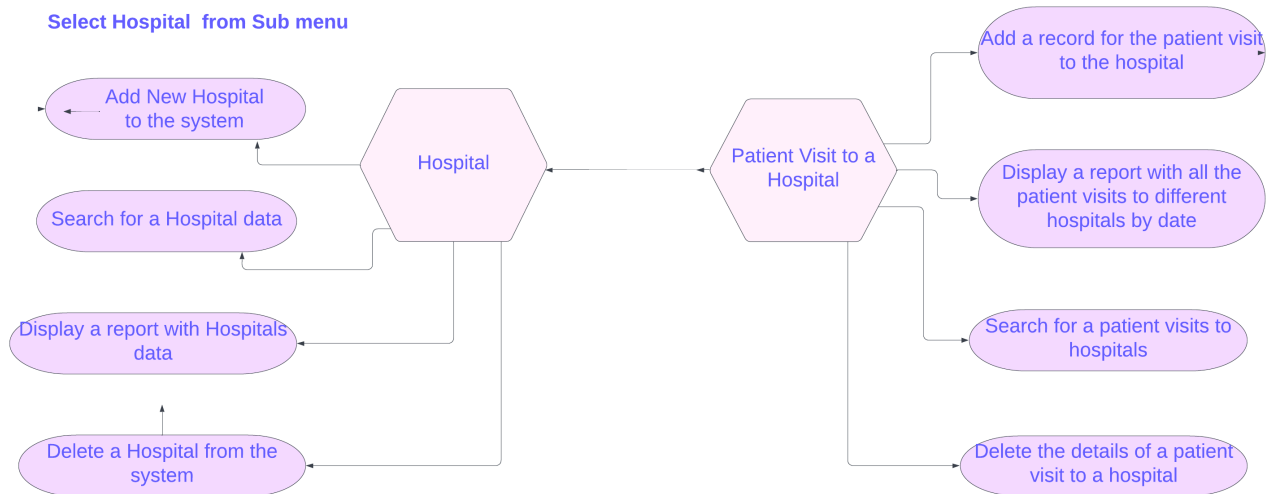 Select Hospital  from Sub menu
Add New Hospital
to the system
Search for a Hospital data
Display a report with Hospitals
data
Delete a Hospital from the
system
Hospital
Patient Visit to a
Hospital
Add a record for the patient visit
to the hospital
Display a report with all the
patient visits to different
hospitals by date
Search for a patient visits to
hospitals
Delete the details of a patient
visit to a hospital